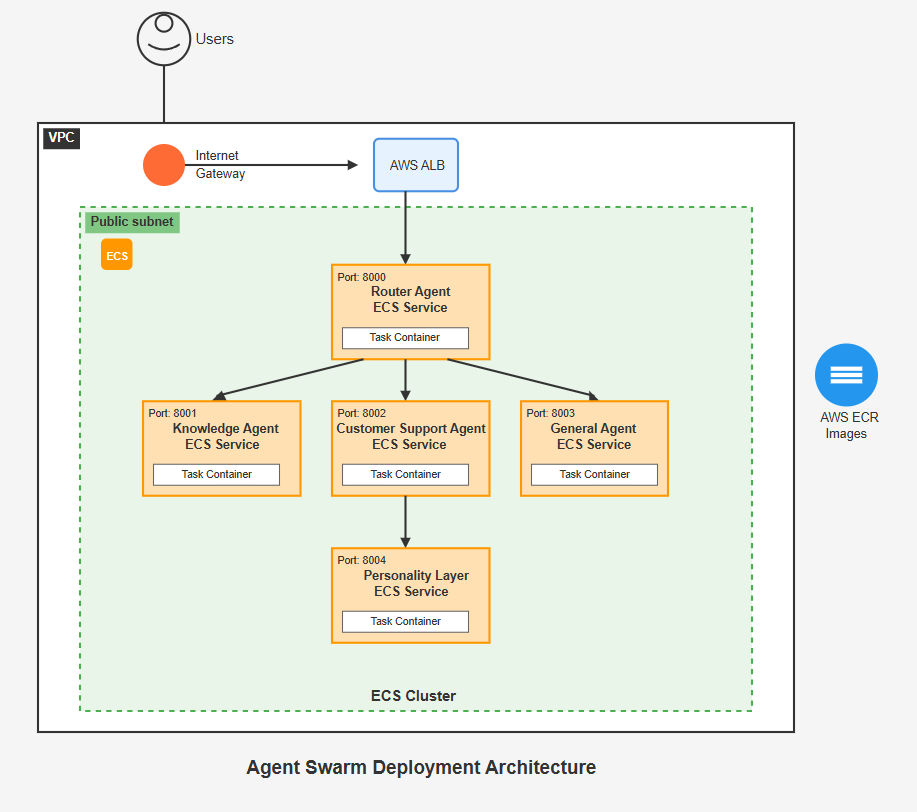 Users
VPC
Internet
Gateway
AWS ALB
Public subnet
ECS
Port: 8000
Router Agent
ECS Service
Task Container
Port: 8001
Knowledge Agent
ECS Service
Task Container
Port: 8002
Customer Support Agent
ECS Service
Task Container
Port: 8003
General Agent
ECS Service
Task Container
AWS ECR
Images
Port: 8004
Personality Layer
ECS Service
Task Container
ECS Cluster
Agent Swarm Deployment Architecture